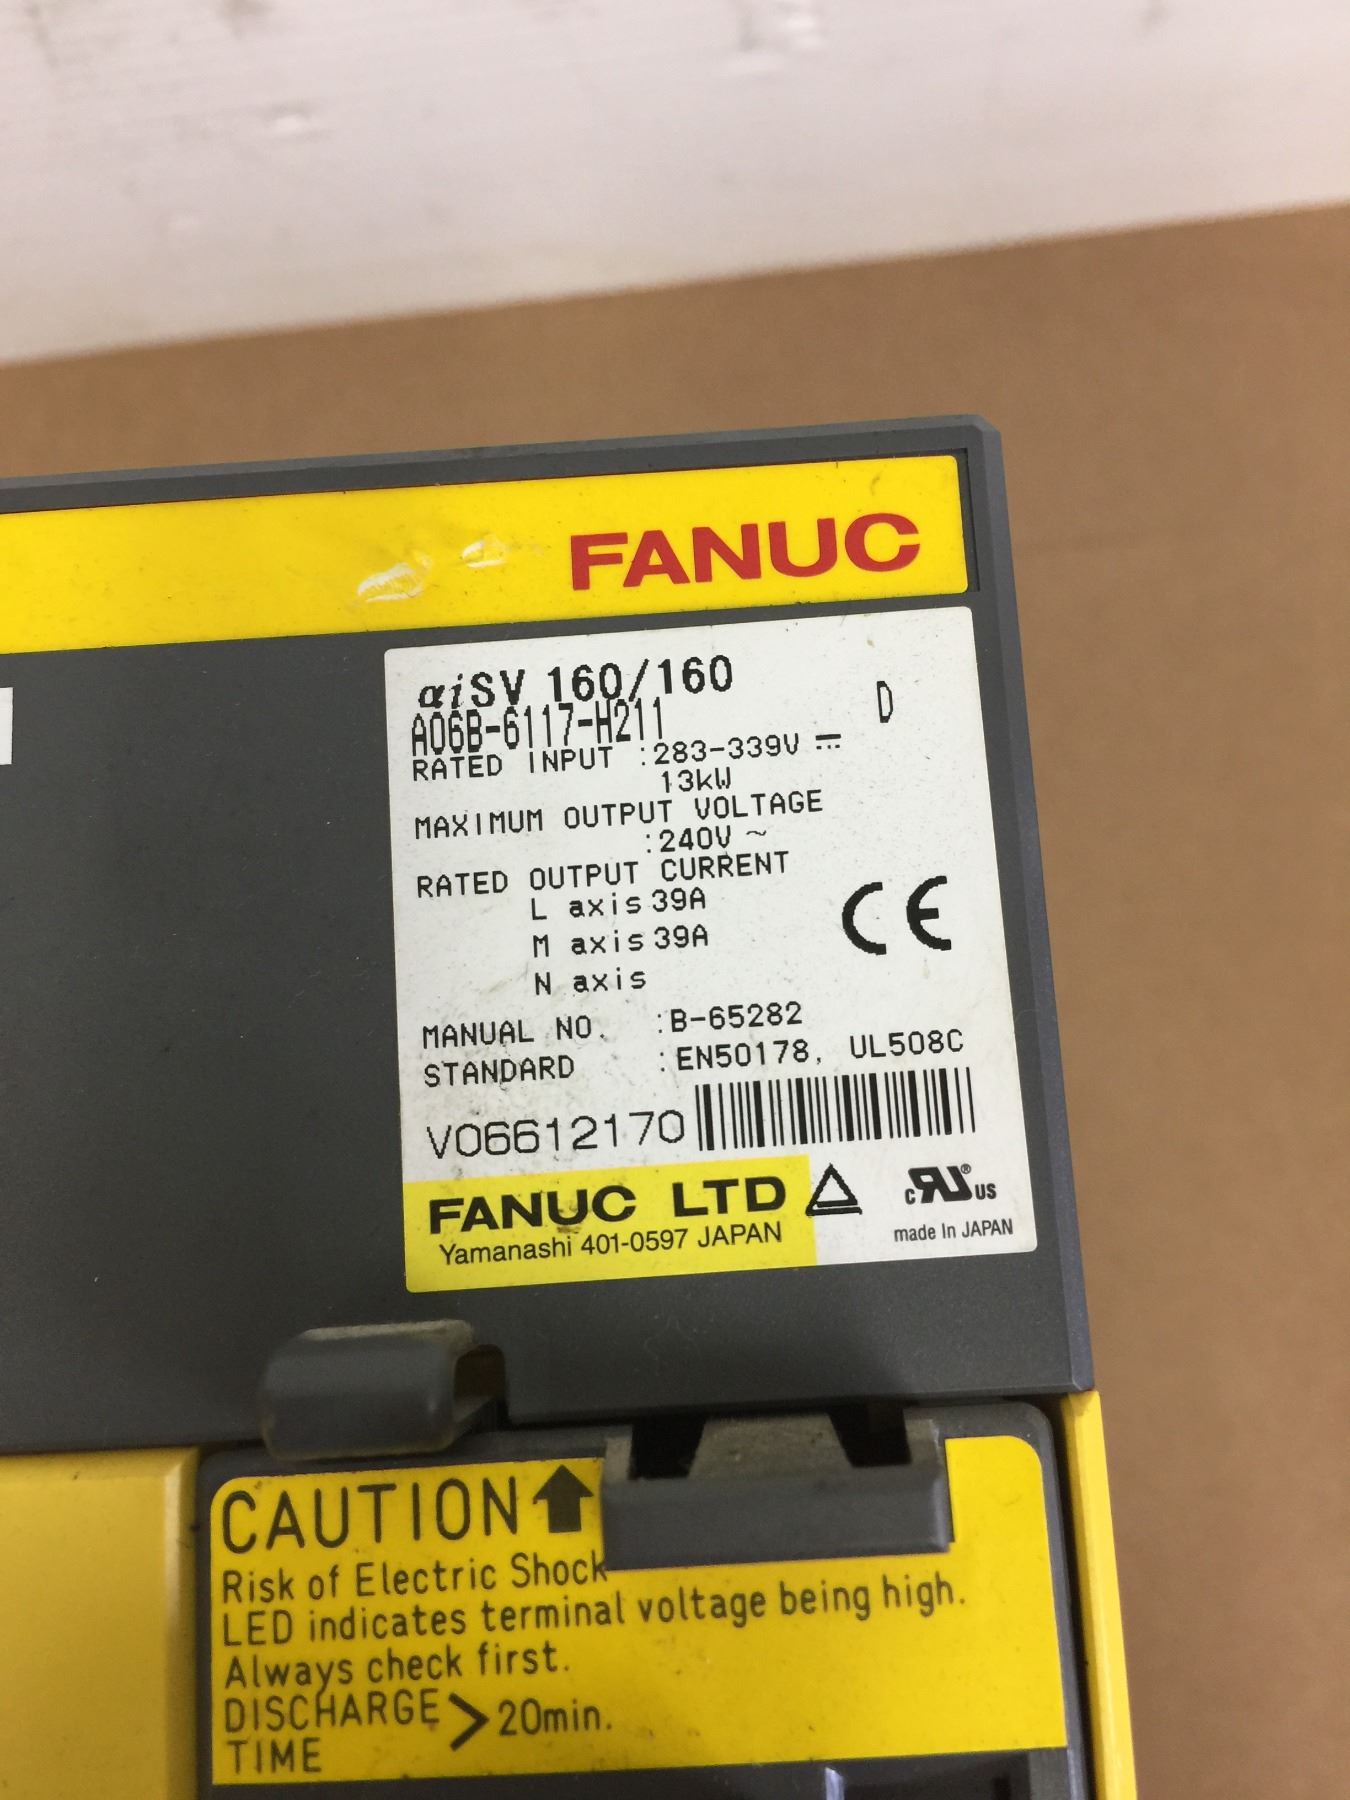 FANUC
αiSV 160/160
D
A06B-6117-H211
RATED INPUT :283-339V ⎓
13kW
MAXIMUM OUTPUT VOLTAGE
:240V ~
RATED OUTPUT CURRENT
L axis 39A
M axis 39A
N axis
CE
MANUAL NO. :B-65282
STANDARD :EN50178, UL508C
V06612170
FANUC LTD
Yamanashi 401-0597 JAPAN
c RU ® US
made In JAPAN
CAUTION ⬆
Risk of Electric Shock
LED indicates terminal voltage being high.
Always check first.
DISCHARGE TIME > 20min.